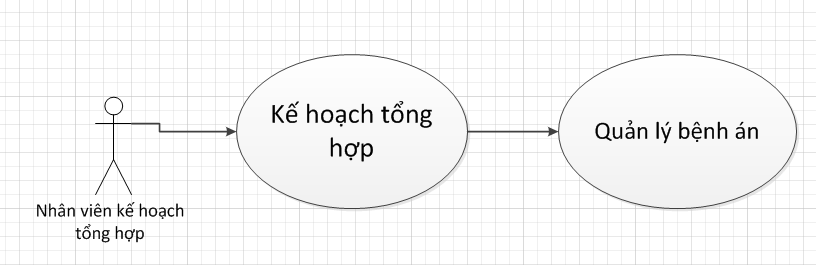 Kế hoạch tổng
hợp
Quản lý bệnh án
Nhân viên kế hoạch
tổng hợp